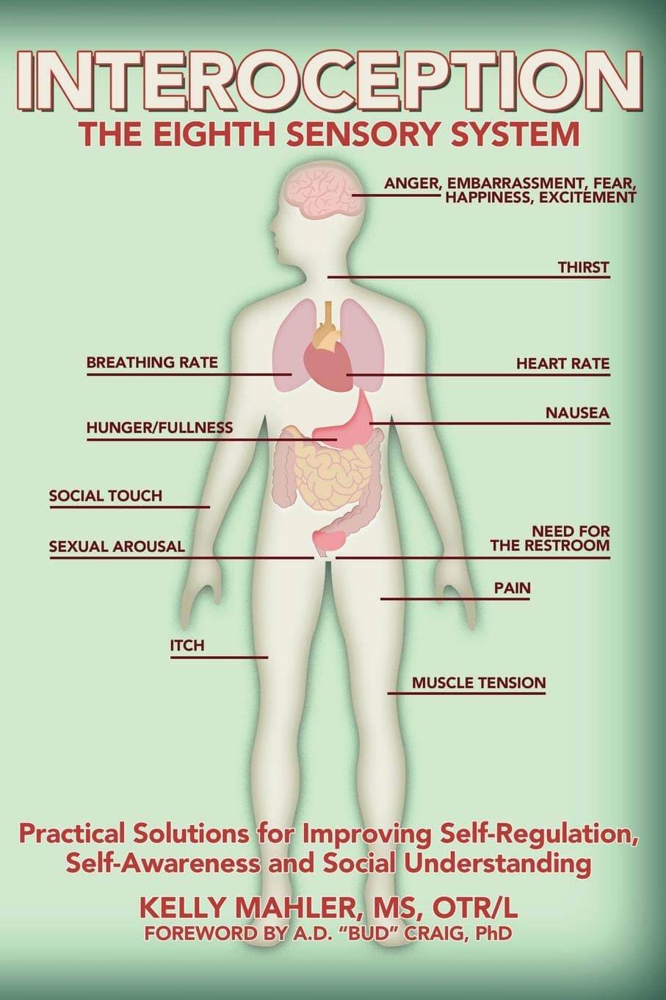 INTEROCEPTION
THE EIGHTH SENSORY SYSTEM
ANGER, EMBARRASSMENT, FEAR,
HAPPINESS, EXCITEMENT
THIRST
BREATHING RATE
HEART RATE
NAUSEA
HUNGER/FULLNESS
SOCIAL TOUCH
NEED FOR
THE RESTROOM
SEXUAL AROUSAL
PAIN
ITCH
MUSCLE TENSION
Practical Solutions for Improving Self-Regulation,
Self-Awareness and Social Understanding
KELLY MAHLER, MS, OTR/L
FOREWORD BY A.D. “BUD” CRAIG, PhD